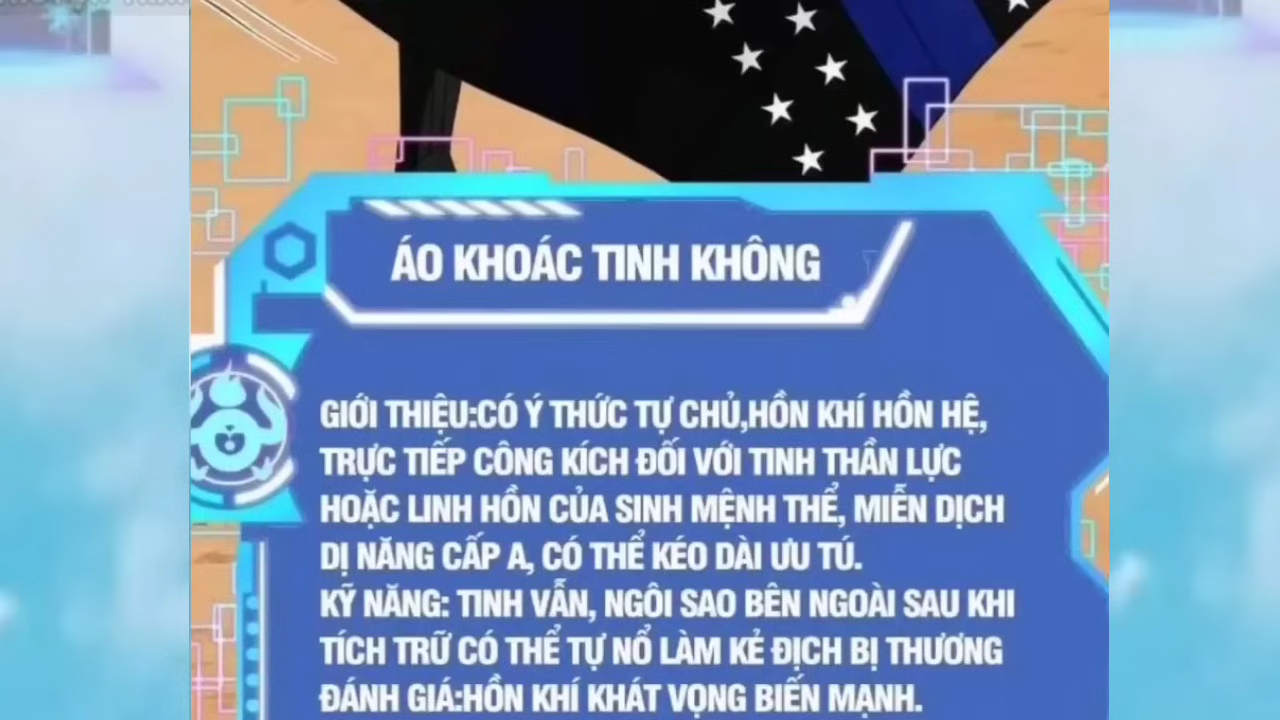 ÁO KHOÁC TINH KHÔNG
GIỚI THIỆU:CÓ Ý THỨC TỰ CHỦ,HỒN KHÍ HỒN HỆ,
TRỰC TIẾP CÔNG KÍCH ĐỐI VỚI TINH THẦN LỰC
HOẶC LINH HỒN CỦA SINH MỆNH THỂ, MIỄN DỊCH
DỊ NĂNG CẤP A, CÓ THỂ KÉO DÀI ƯU TÚ.
KỸ NĂNG: TINH VẪN, NGÔI SAO BÊN NGOÀI SAU KHI
TÍCH TRỮ CÓ THỂ TỰ NỔ LÀM KẺ ĐỊCH BỊ THƯƠNG
ĐÁNH GIÁ:HỒN KHÍ KHÁT VỌNG BIẾN MẠNH.